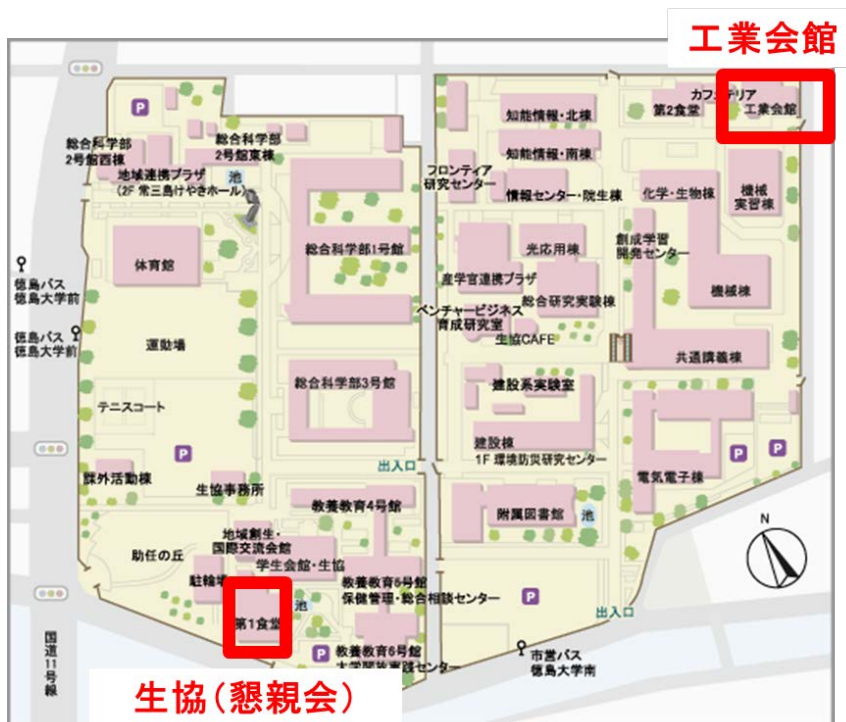 工業会館
カフェテリア
第2食堂
工業会館
知能情報・北棟
総合科学部
2号館西棟
総合科学部
2号館東棟
地域連携プラザ
(2F 常三島けやきホール)
池
知能情報・南棟
フロンティア
研究センター
情報センター・院生棟
化学・生物棟
機械
実習棟
体育館
総合科学部1号館
光応用棟
創成学習
開発センター
産学官連携プラザ
総合研究実験棟
機械棟
徳島バス
徳島大学前
ベンチャービジネス
育成研究室
生協CAFE
徳島バス
徳島大学前
運動場
共通講義棟
総合科学部3号館
建設系実験室
テニスコート
建設棟
1F 環境防災研究センター
出入口
課外活動棟
生協事務所
電気電子棟
教養教育4号館
附属図書館
池
地域創生・
国際交流会館
学生会館・生協
助任の丘
駐輪場
教養教育5号館
保健管理・総合相談センター
池
第1食堂
出入口
国道11号線
教養教育6号館
大学開放実践センター
市営バス
徳島大学南
P
P
P
P
P
P
N
生協(懇親会)